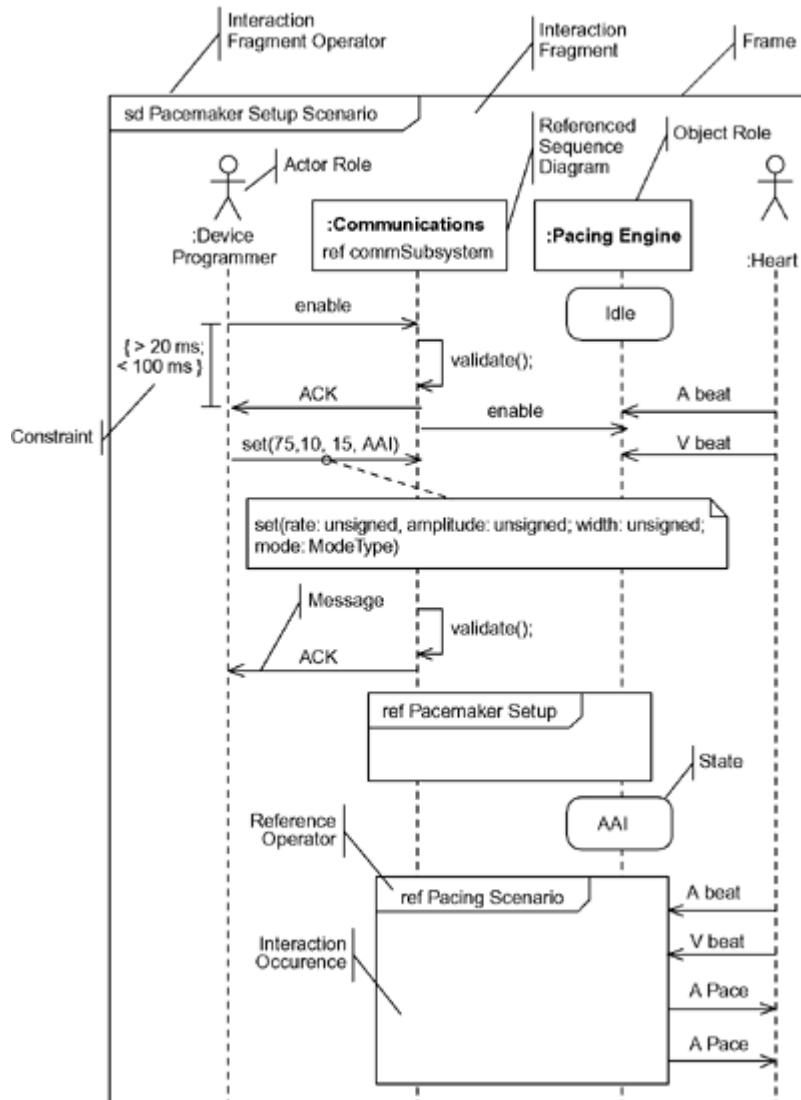 Interaction
Fragment Operator
Interaction
Fragment
Frame
sd Pacemaker Setup Scenario
Referenced
Sequence
Diagram
Object Role
Actor Role
:Device
Programmer
:Communications
ref commSubsystem
:Pacing Engine
:Heart
enable
Idle
{ > 20 ms;
< 100 ms }
validate();
ACK
enable
A beat
Constraint
set(75,10, 15, AAI)
V beat
set(rate: unsigned, amplitude: unsigned; width: unsigned;
mode: ModeType)
Message
validate();
ACK
ref Pacemaker Setup
State
AAI
Reference
Operator
ref Pacing Scenario
A beat
Interaction
Occurence
V beat
A Pace
A Pace